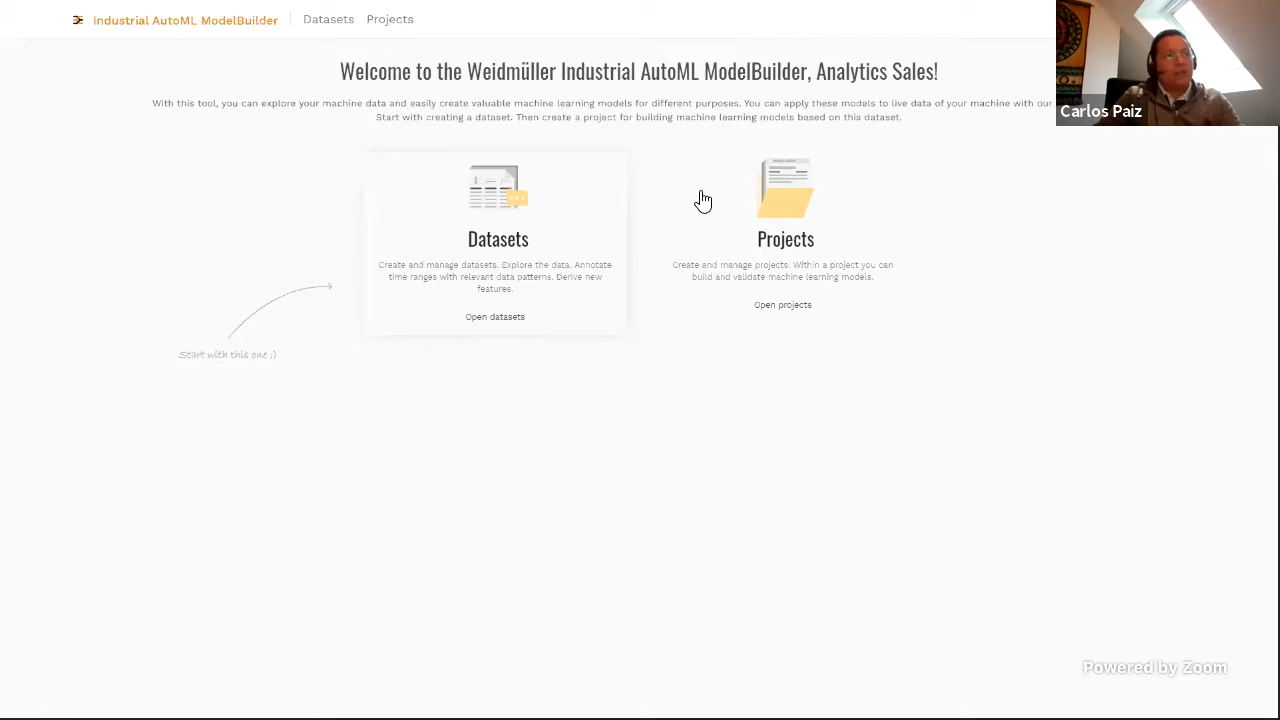 Industrial AutoML ModelBuilder
Datasets
Projects
Welcome to the Weidmüller Industrial AutoML ModelBuilder, Analytics Sales!
With this tool, you can explore your machine data and easily create valuable machine learning models for different purposes. You can apply these models to live data of your machine with our
Start with creating a dataset. Then create a project for building machine learning models based on this dataset.
Carlos Paiz
Datasets
Create and manage datasets. Explore the data. Annotate
time ranges with relevant data patterns. Derive new
features.
Open datasets
Projects
Create and manage projects. Within a project you can
build and validate machine learning models.
Open projects
Start with this one ;)
Powered by Zoom